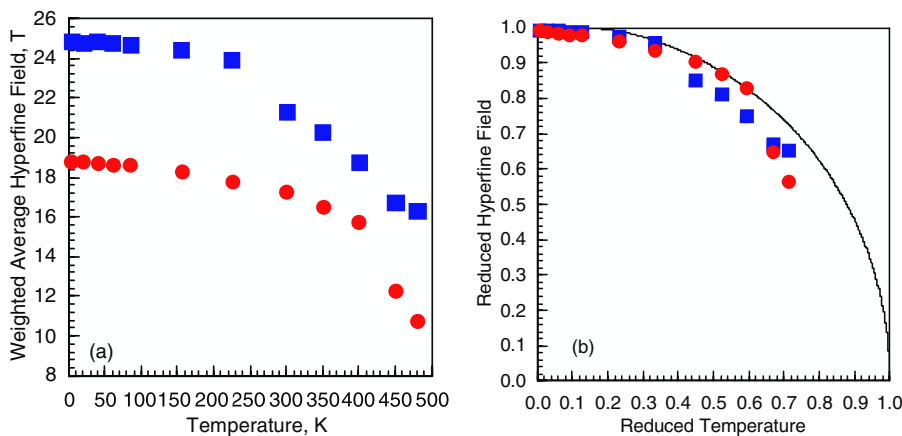 26
24
22
20
18
16
14
12
10
8
Weighted Average Hyperfine Field, T
(a)
0 50 100 150 200 250 300 350 400 450 500
Temperature, K
1.0
0.9
0.8
0.7
0.6
0.5
0.4
0.3
0.2
0.1
0.0
Reduced Hyperfine Field
(b)
0.0 0.1 0.2 0.3 0.4 0.5 0.6 0.7 0.8 0.9 1.0
Reduced Temperature